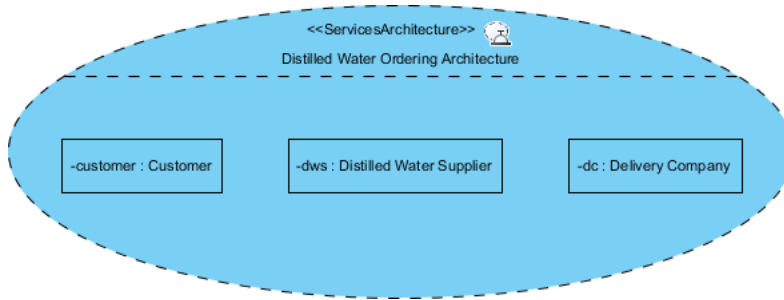 <<ServicesArchitecture>>
Distilled Water Ordering Architecture
-customer : Customer
-dws : Distilled Water Supplier
-dc : Delivery Company